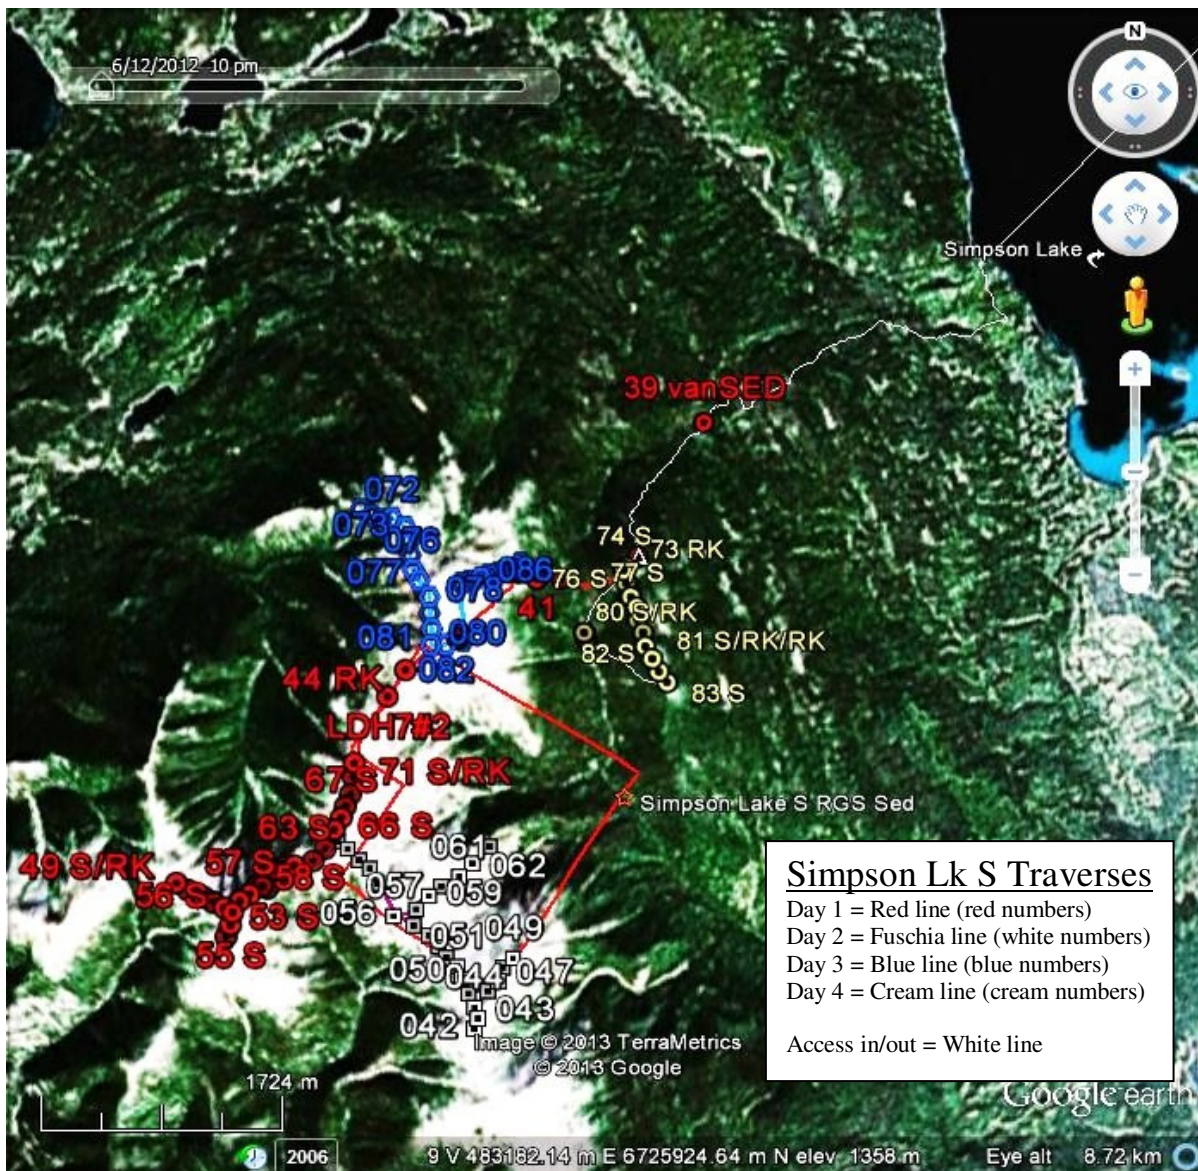 6/12/2012 10 pm
N
Simpson Lake
39 vanSED
072
073
076
077
74 S
73 RK
086
078
76 S
77 S
41
80 S/RK
081
080
81 S/RK/RK
82 S
082
83 S
44 RK
LDH7#2
67 S
71 S/RK
Simpson Lake S RGS Sed
63 S
66 S
061
062
49 S/RK
57 S
58 S
057
059
56 S
53 S
056
55 S
051
049
050
044
047
042
043
Image © 2013 TerraMetrics
© 2013 Google
Simpson Lk S Traverses
Day 1 = Red line (red numbers)
Day 2 = Fuschia line (white numbers)
Day 3 = Blue line (blue numbers)
Day 4 = Cream line (cream numbers)
Access in/out = White line
1724 m
Google earth
2006
9 V 483182.14 m E 6725924.64 m N elev 1358 m
Eye alt 8.72 km